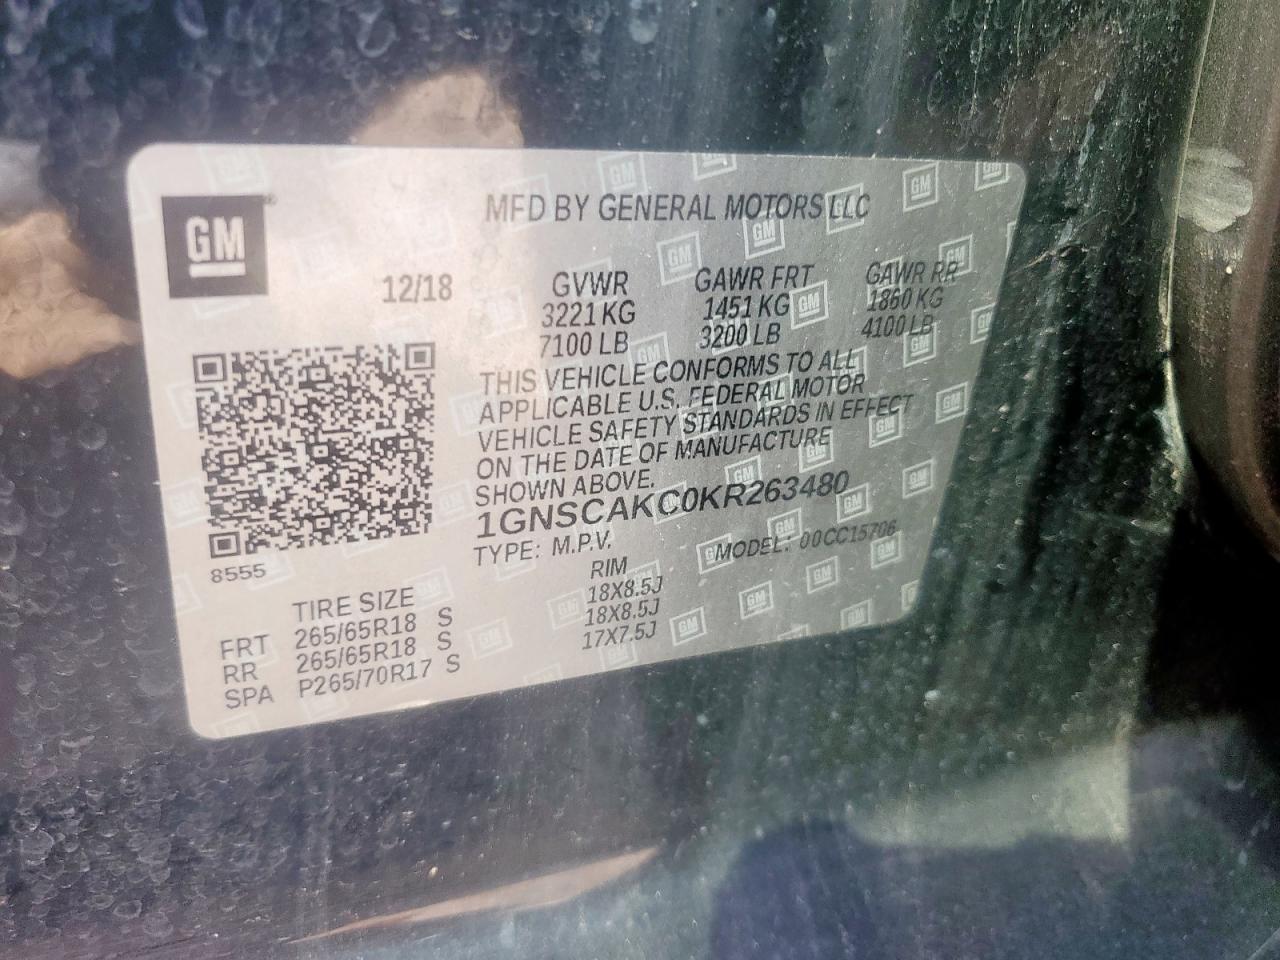 GM
MFD BY GENERAL MOTORS LLC
12/18
GVWR GAWR FRT GAWR RR
3221 KG 1451 KG 1860 KG
7100 LB 3200 LB 4100 LB
THIS VEHICLE CONFORMS TO ALL
APPLICABLE U.S. FEDERAL MOTOR
VEHICLE SAFETY STANDARDS IN EFFECT
ON THE DATE OF MANUFACTURE
SHOWN ABOVE.
1GNSCAKC0KR263480
TYPE: M.P.V. MODEL: 00CC15706
8555
TIRE SIZE RIM
FRT 265/65R18 S 18X8.5J
RR 265/65R18 S 18X8.5J
SPA P265/70R17 S 17X7.5J